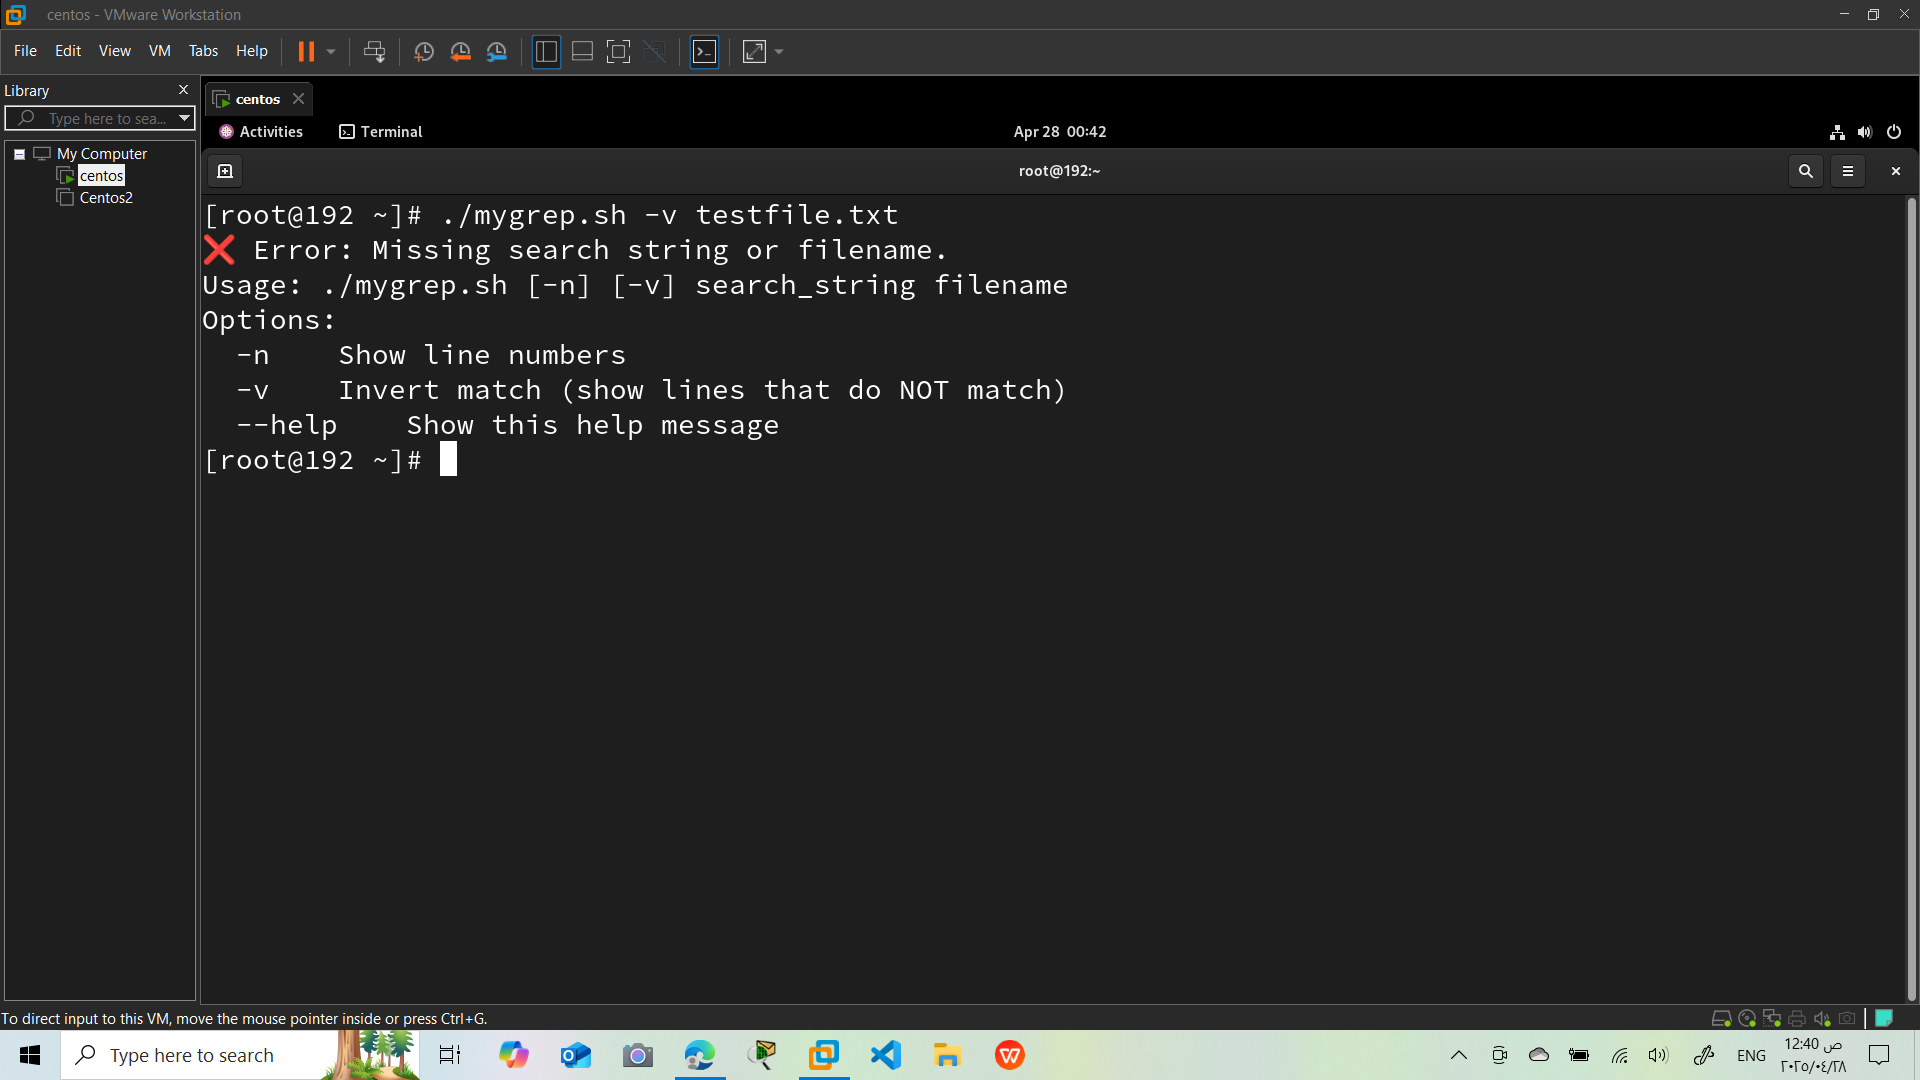 centos - VMware Workstation
File Edit View VM Tabs Help
Library
Type here to sea...
My Computer
centos
Centos2
centos
Activities Terminal Apr 28 00:42
root@192:~
[root@192 ~]# ./mygrep.sh -v testfile.txt
❌ Error: Missing search string or filename.
Usage: ./mygrep.sh [-n] [-v] search_string filename
Options:
  -n    Show line numbers
  -v    Invert match (show lines that do NOT match)
  --help    Show this help message
[root@192 ~]#
To direct input to this VM, move the mouse pointer inside or press Ctrl+G.
Type here to search
ENG
12:40 ص
٢٠٢٥/٠٤/٢٨